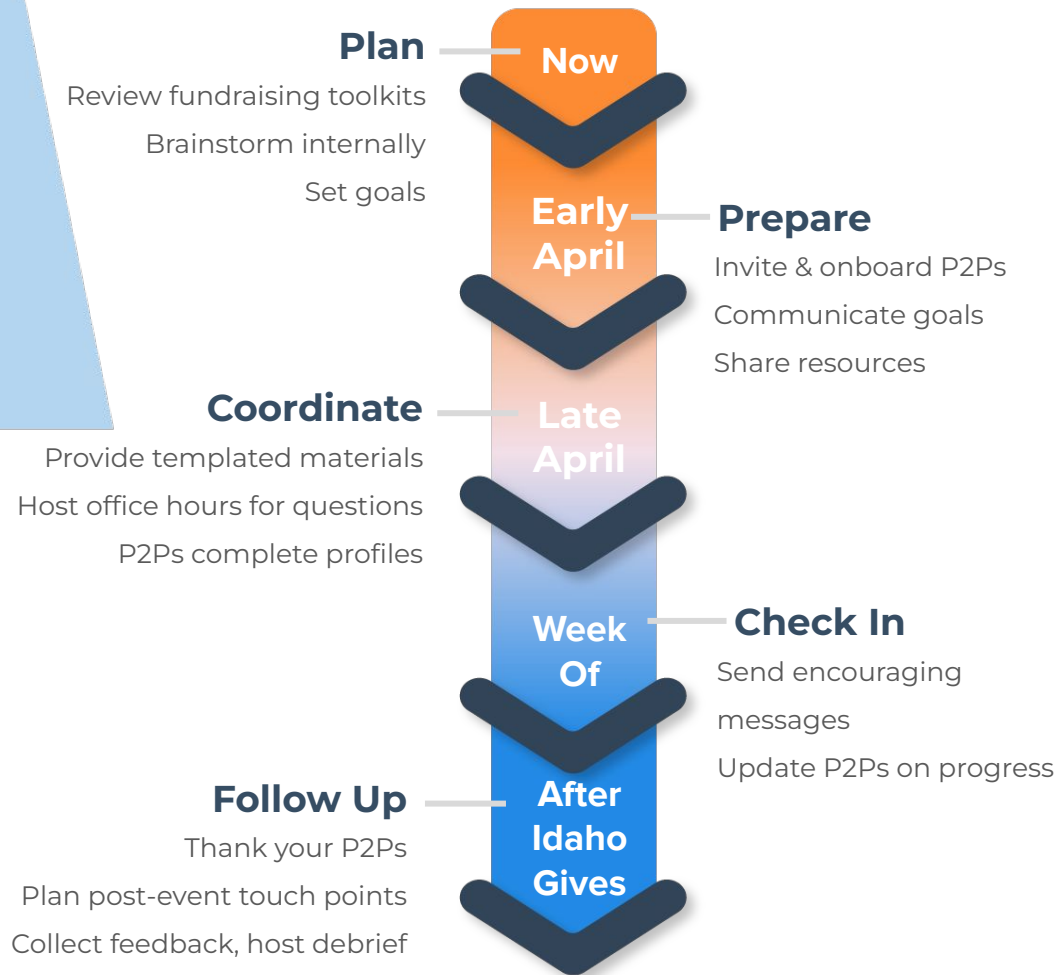 Now
Plan
Review fundraising toolkits
Brainstorm internally
Set goals
Early
April
Prepare
Invite & onboard P2Ps
Communicate goals
Share resources
Late
April
Coordinate
Provide templated materials
Host office hours for questions
P2Ps complete profiles
Week
Of
Check In
Send encouraging
messages
Update P2Ps on progress
After
Idaho
Gives
Follow Up
Thank your P2Ps
Plan post-event touch points
Collect feedback, host debrief